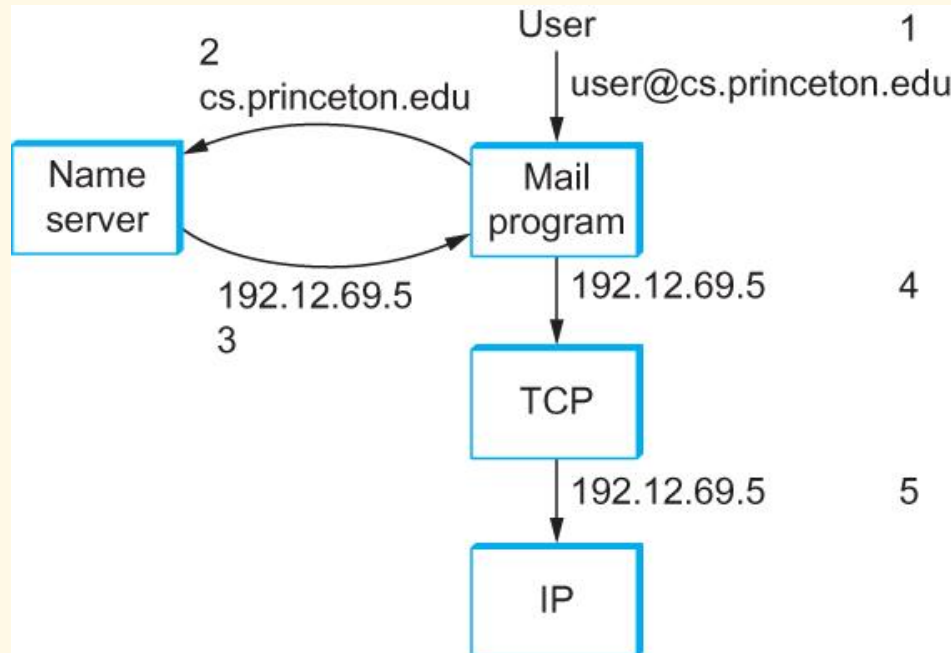 User
1
user@cs.princeton.edu
2
cs.princeton.edu
Name
server
Mail
program
192.12.69.5
3
192.12.69.5
4
TCP
192.12.69.5
5
IP